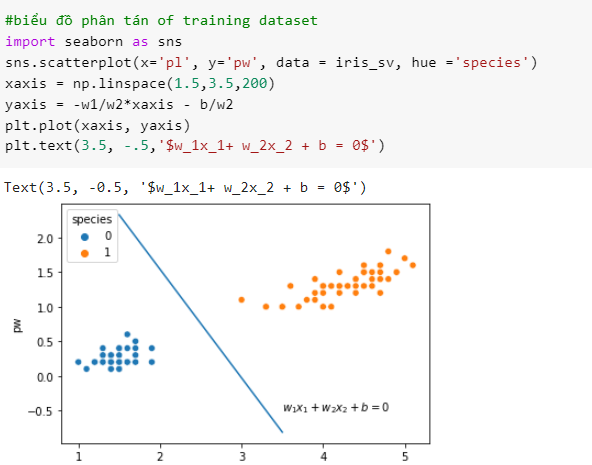 #biểu đồ phân tán of training dataset
import seaborn as sns
sns.scatterplot(x='pl', y='pw', data = iris_sv, hue ='species')
xaxis = np.linspace(1.5,3.5,200)
yaxis = -w1/w2*xaxis - b/w2
plt.plot(xaxis, yaxis)
plt.text(3.5, -.5,'$w_1x_1+ w_2x_2 + b = 0$')
Text(3.5, -0.5, '$w_1x_1+ w_2x_2 + b = 0$')
species
0
1
2.0
1.5
1.0
0.5
0.0
−0.5
pw
w₁x₁ + w₂x₂ + b = 0
1 2 3 4 5